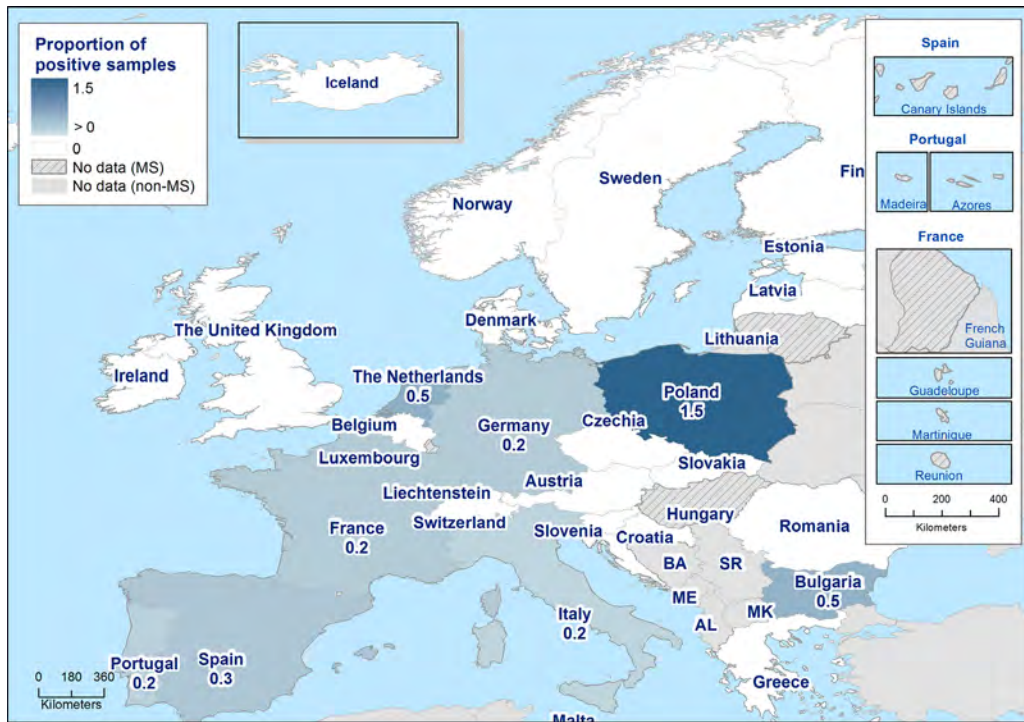 Proportion of
positive samples
1.5
> 0
0
No data (MS)
No data (non-MS)
Iceland
Spain
Canary Islands
Portugal
Madeira
Azores
France
French
Guiana
Guadeloupe
Martinique
Reunion
0 200 400
Kilometers
Norway
Sweden
Fin
Estonia
Latvia
Lithuania
Denmark
The United Kingdom
Ireland
The Netherlands
0.5
Belgium
Luxembourg
Germany
0.2
Poland
1.5
Czechia
Slovakia
Austria
Liechtenstein
Switzerland
Slovenia
Hungary
Croatia
Romania
France
0.2
BA
SR
ME
MK
AL
Bulgaria
0.5
Italy
0.2
Portugal
0.2
Spain
0.3
Greece
Malta
0 180 360
Kilometers